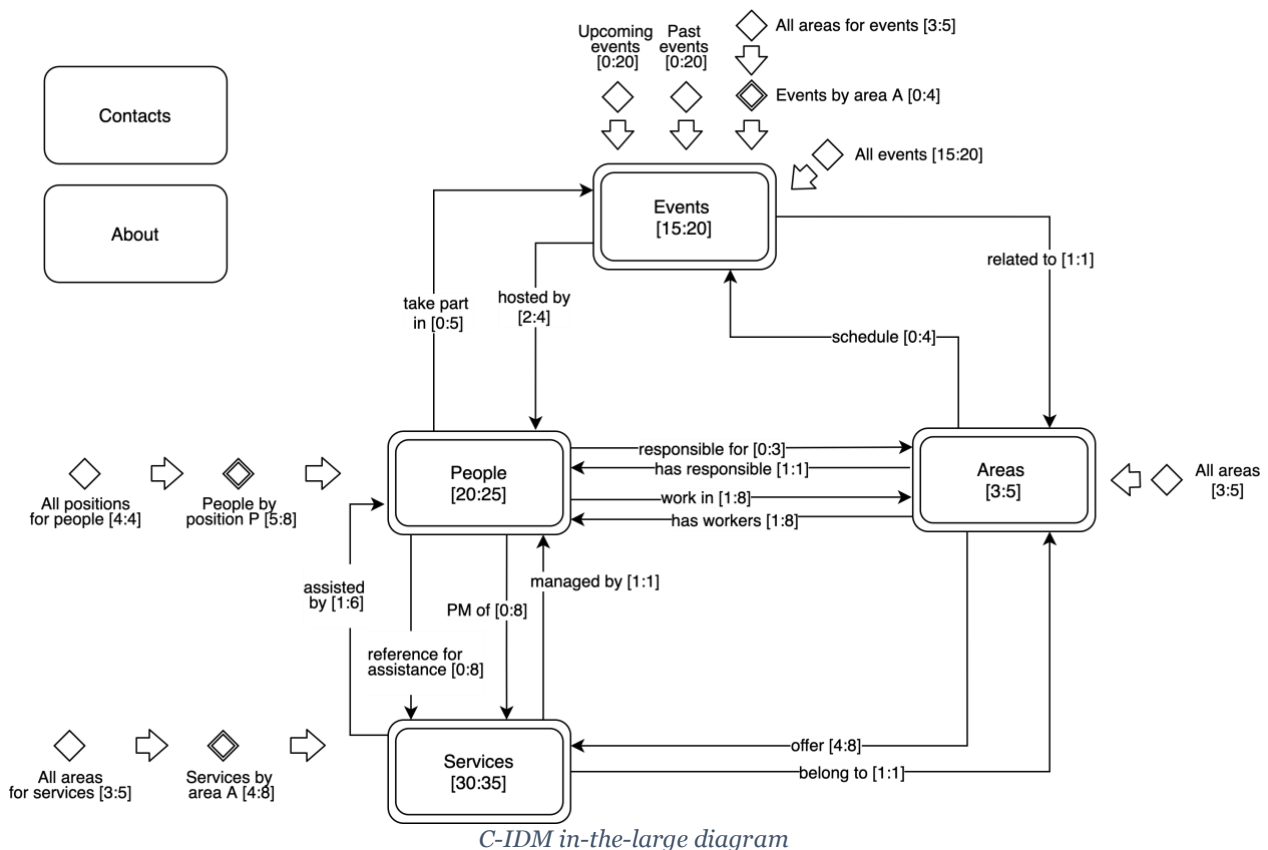 Upcoming
events
[0:20]
Past
events
[0:20]
All areas for events [3:5]
Events by area A [0:4]
All events [15:20]
Contacts
About
Events
[15:20]
related to [1:1]
take part
in [0:5]
hosted by
[2:4]
schedule [0:4]
All positions
for people [4:4]
People by
position P [5:8]
People
[20:25]
responsible for [0:3]
has responsible [1:1]
work in [1:8]
has workers [1:8]
Areas
[3:5]
All areas
[3:5]
assisted
by [1:6]
managed by [1:1]
PM of [0:8]
reference for
assistance [0:8]
All areas
for services [3:5]
Services by
area A [4:8]
Services
[30:35]
offer [4:8]
belong to [1:1]
C-IDM in-the-large diagram